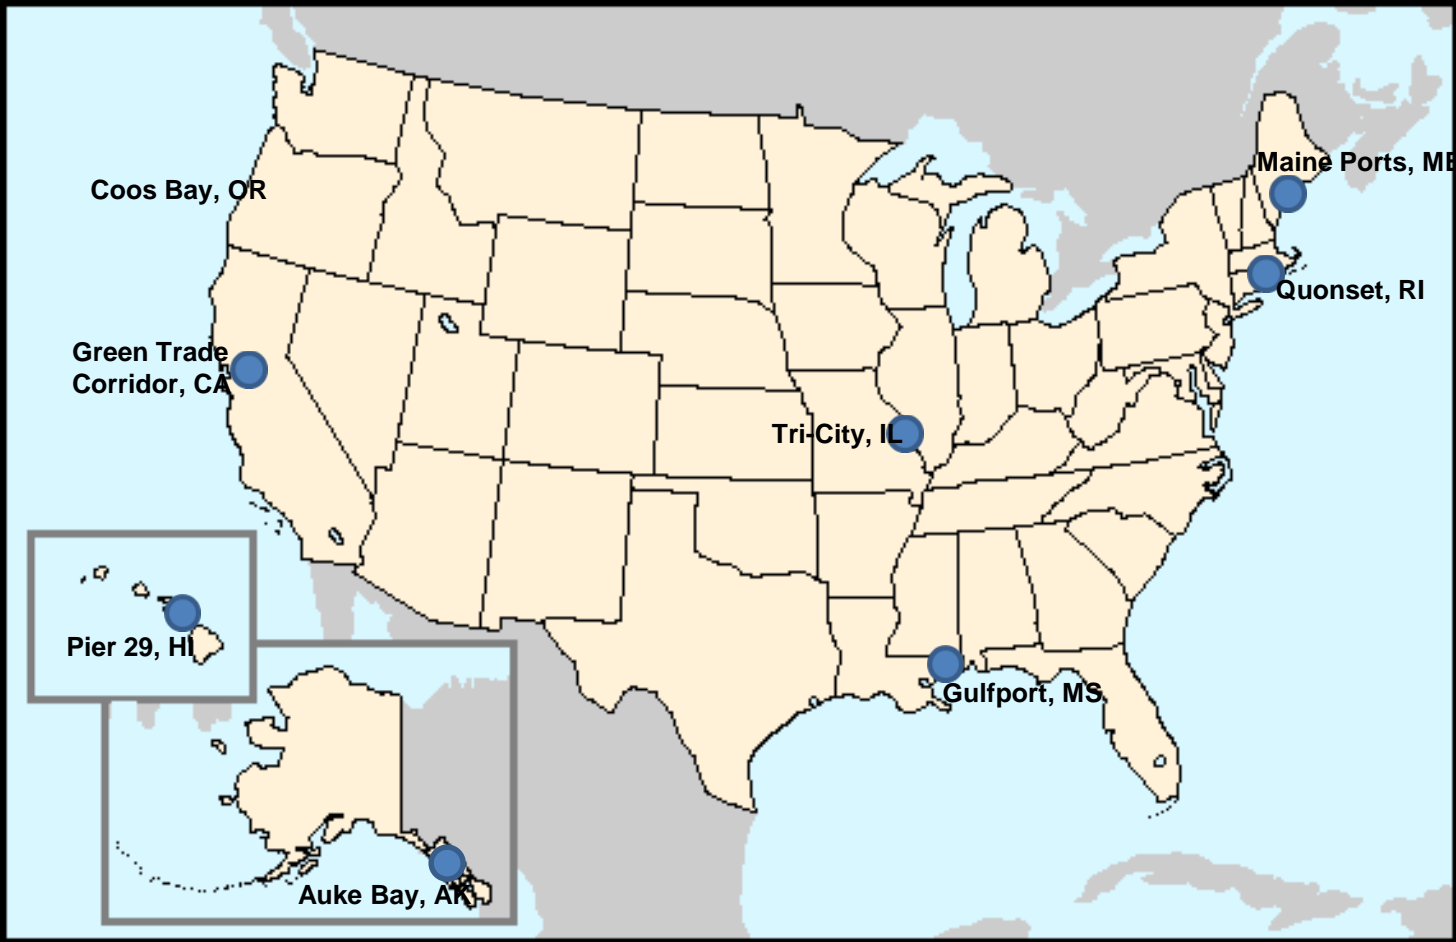 Maine Ports, ME
Coos Bay, OR
Quonset, RI
Green Trade
Corridor, CA
Tri-City, IL
Pier 29, HI
Gulfport, MS
Auke Bay, AK